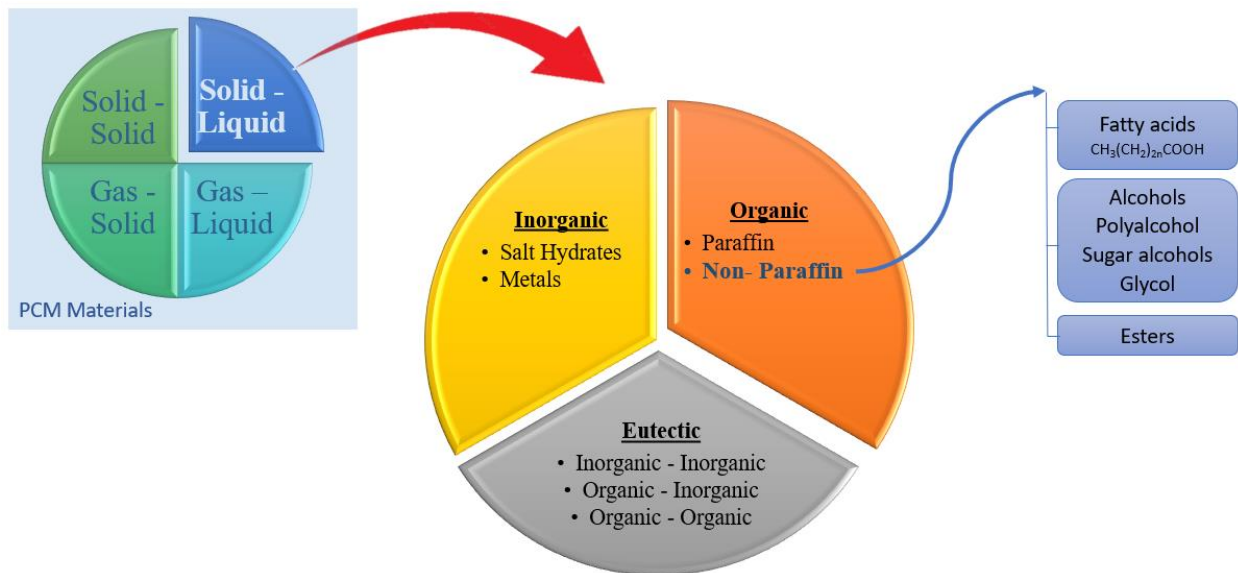 Solid -
Solid
Solid -
Liquid
Gas -
Solid
Gas –
Liquid
PCM Materials
Inorganic
• Salt Hydrates
• Metals
Organic
• Paraffin
• Non- Paraffin
Eutectic
• Inorganic - Inorganic
• Organic - Inorganic
• Organic - Organic
Fatty acids
CH₃(CH₂)₂ₙCOOH
Alcohols
Polyalcohol
Sugar alcohols
Glycol
Esters